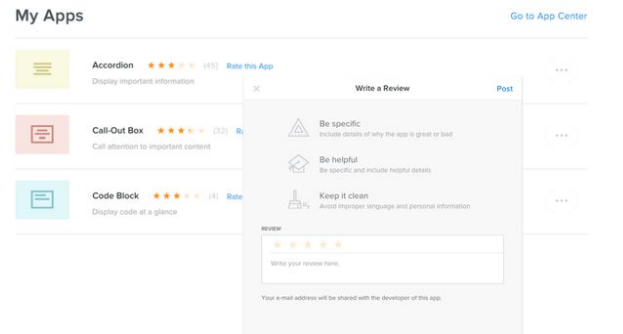 My Apps
Go to App Center
Accordion (45) Rate this App
Display important information
Write a Review
Post
Be specific
Include details of why the app is great or bad
Call-Out Box (32)
Call attention to important content
Be helpful
Be specific and include helpful details
Code Block (4) Rate
Display code at a glance
Keep it clean
Avoid improper language and personal information
REVIEW
Write your review here.
Your e-mail address will be shared with the developer of this app.